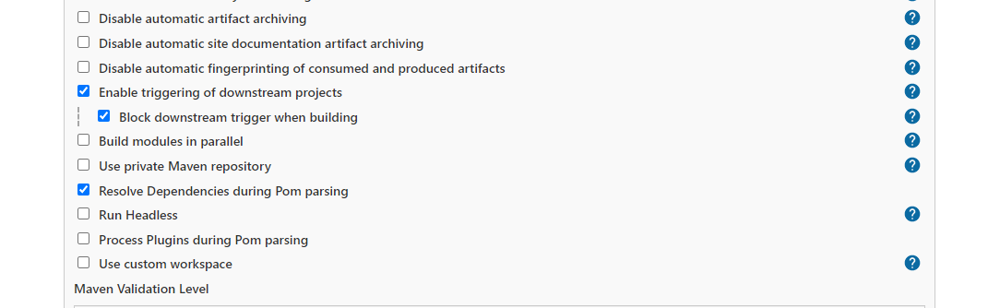 Disable automatic artifact archiving
Disable automatic site documentation artifact archiving
Disable automatic fingerprinting of consumed and produced artifacts
Enable triggering of downstream projects
Block downstream trigger when building
Build modules in parallel
Use private Maven repository
Resolve Dependencies during Pom parsing
Run Headless
Process Plugins during Pom parsing
Use custom workspace
Maven Validation Level